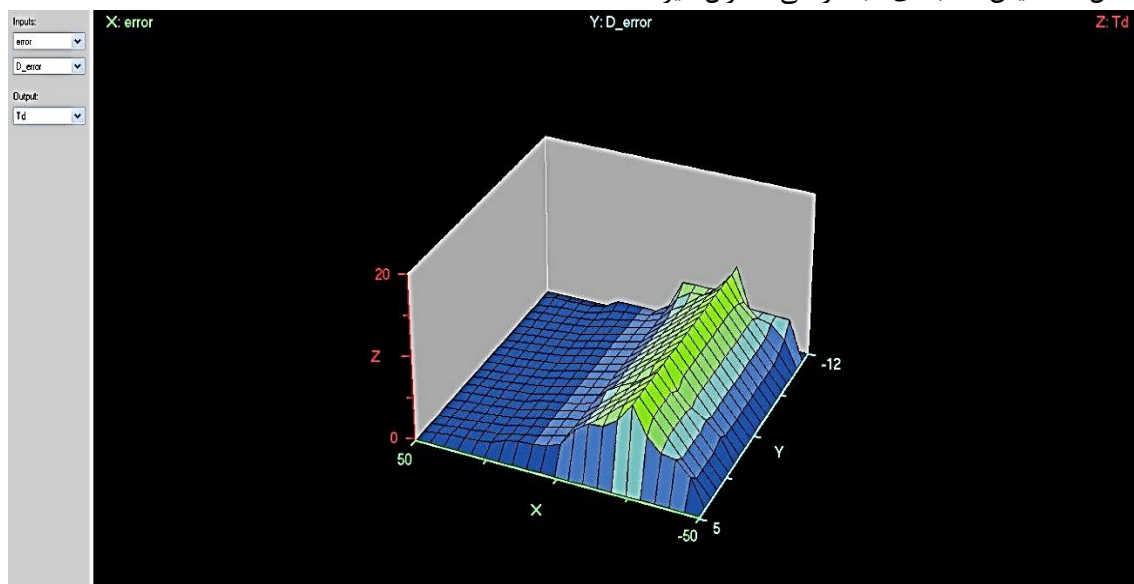 Inputs:
error
D_error
Output:
Td
X: error
Y: D_error
Z: Td
20
Z
0
50
X
-50
5
Y
-12